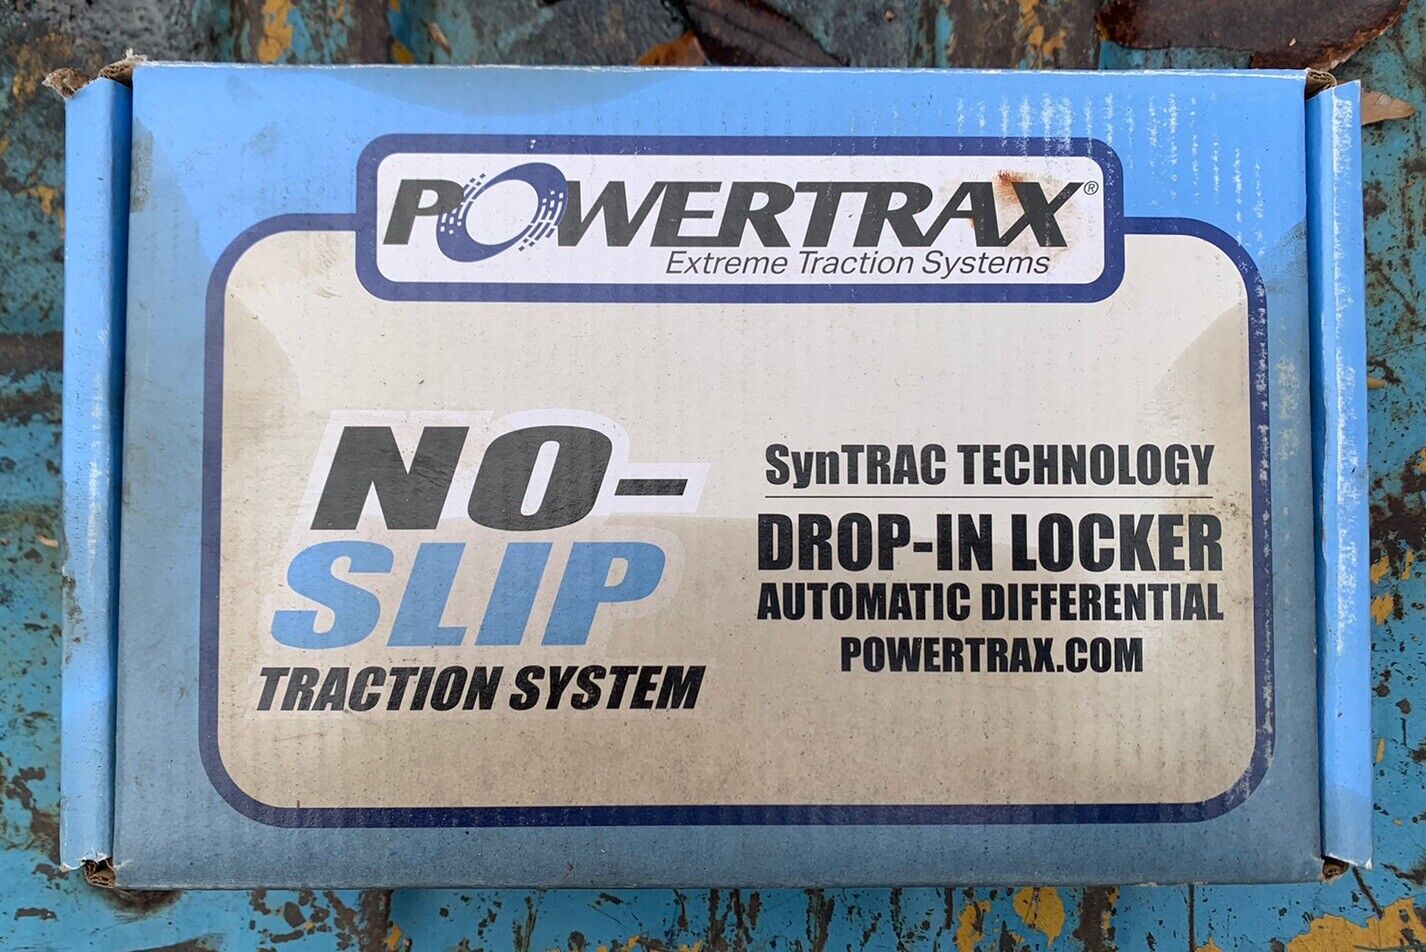 POWERTRAX®
Extreme Traction Systems
NO-
SLIP
TRACTION SYSTEM
SynTRAC TECHNOLOGY
DROP-IN LOCKER
AUTOMATIC DIFFERENTIAL
POWERTRAX.COM